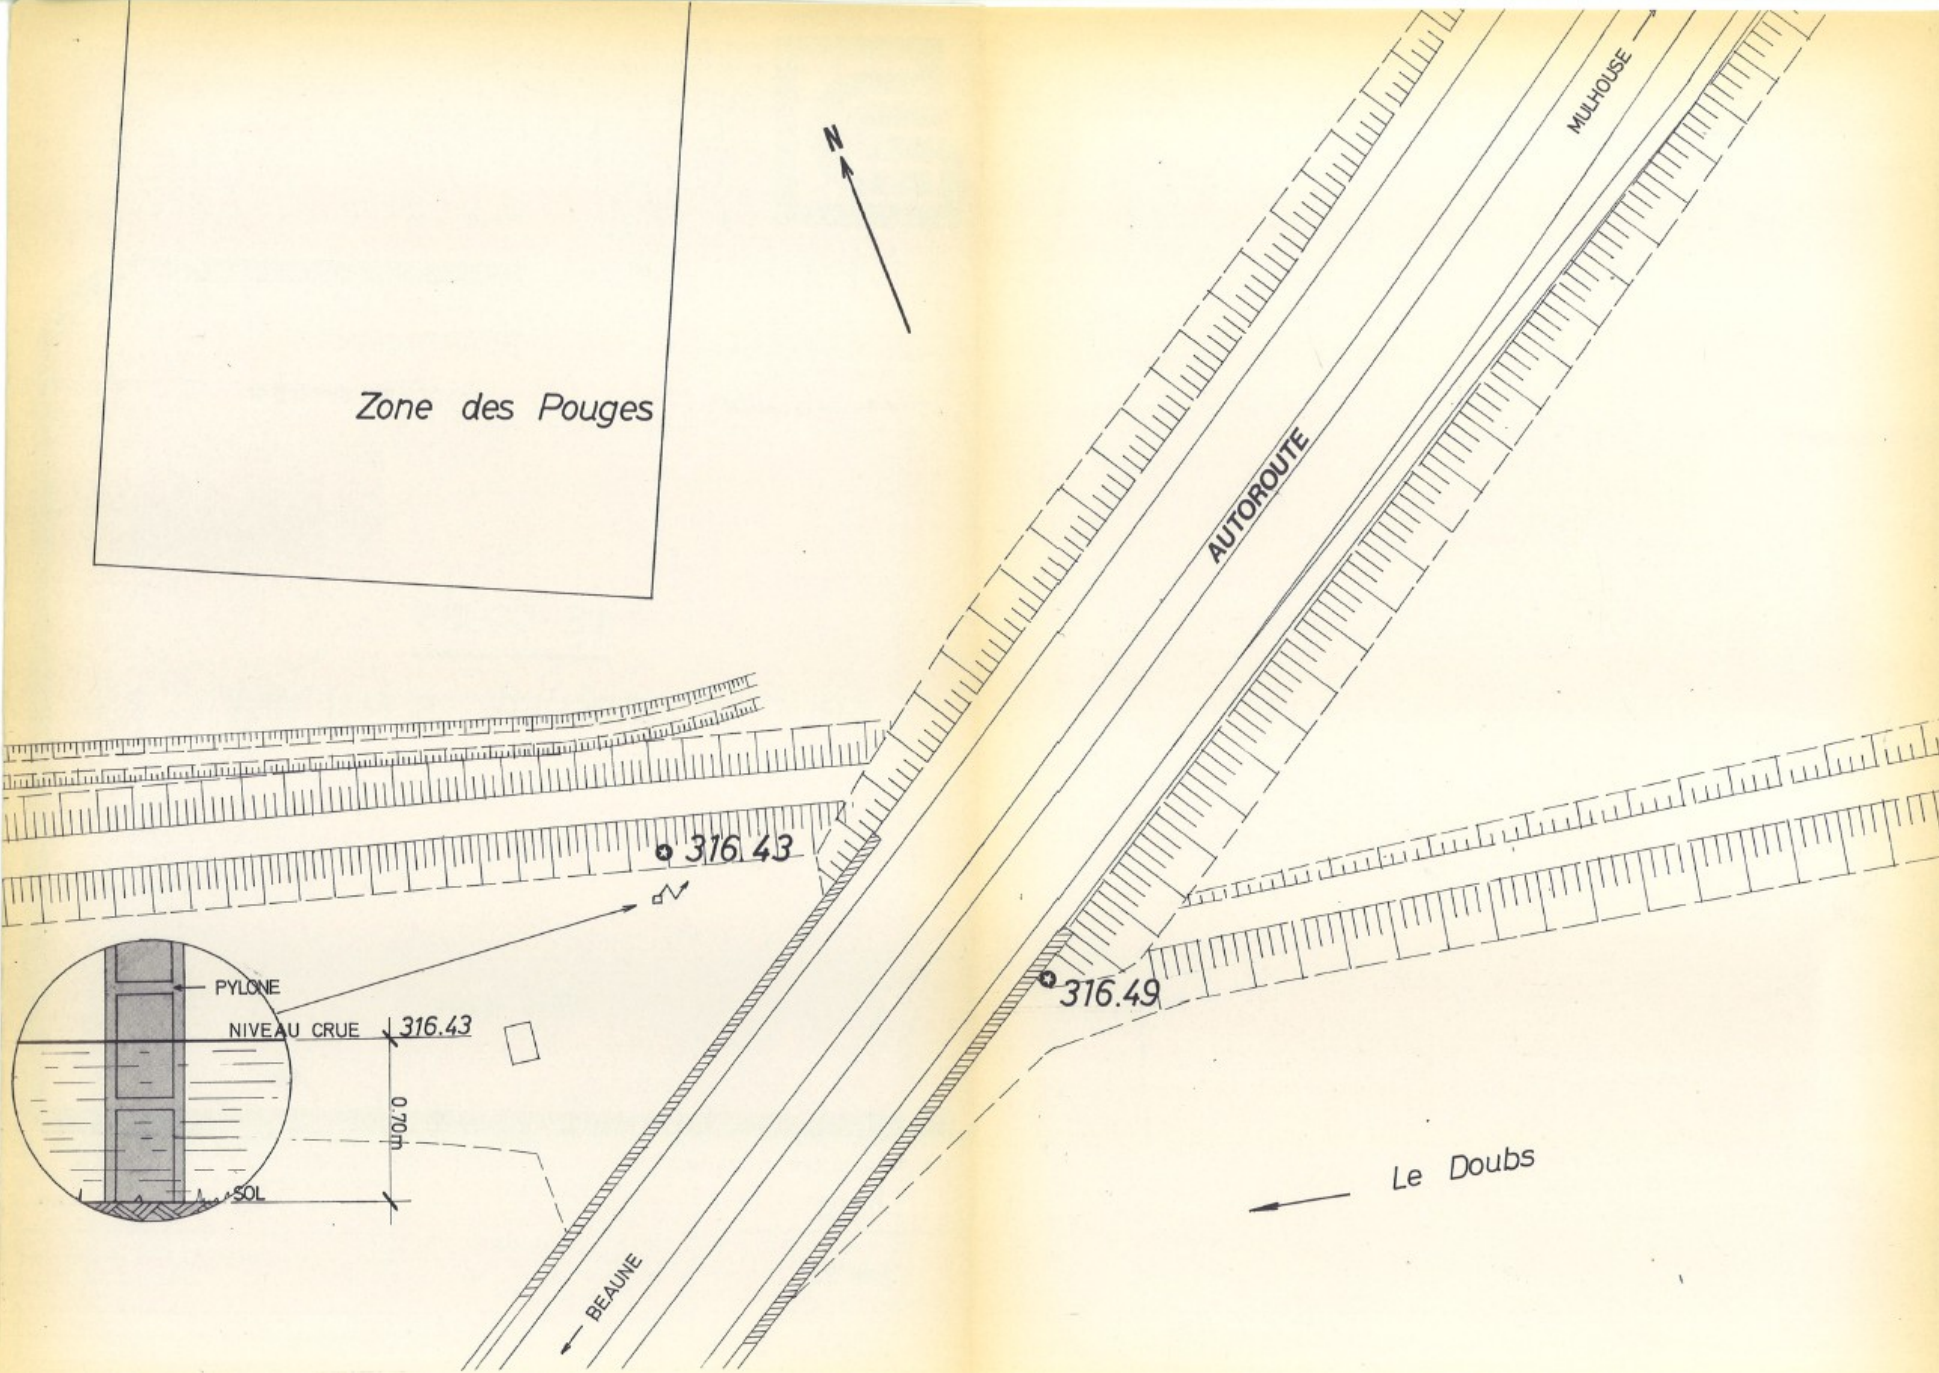 MULHOUSE
N
Zone des Pouges
AUTOROUTE
316.43
316.49
PYLONE
NIVEAU CRUE 316.43
0.70m
SOL
Le Doubs
BEAUNE